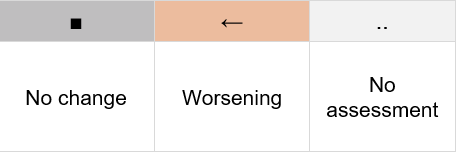 ■ ← ..
No change Worsening No
assessment